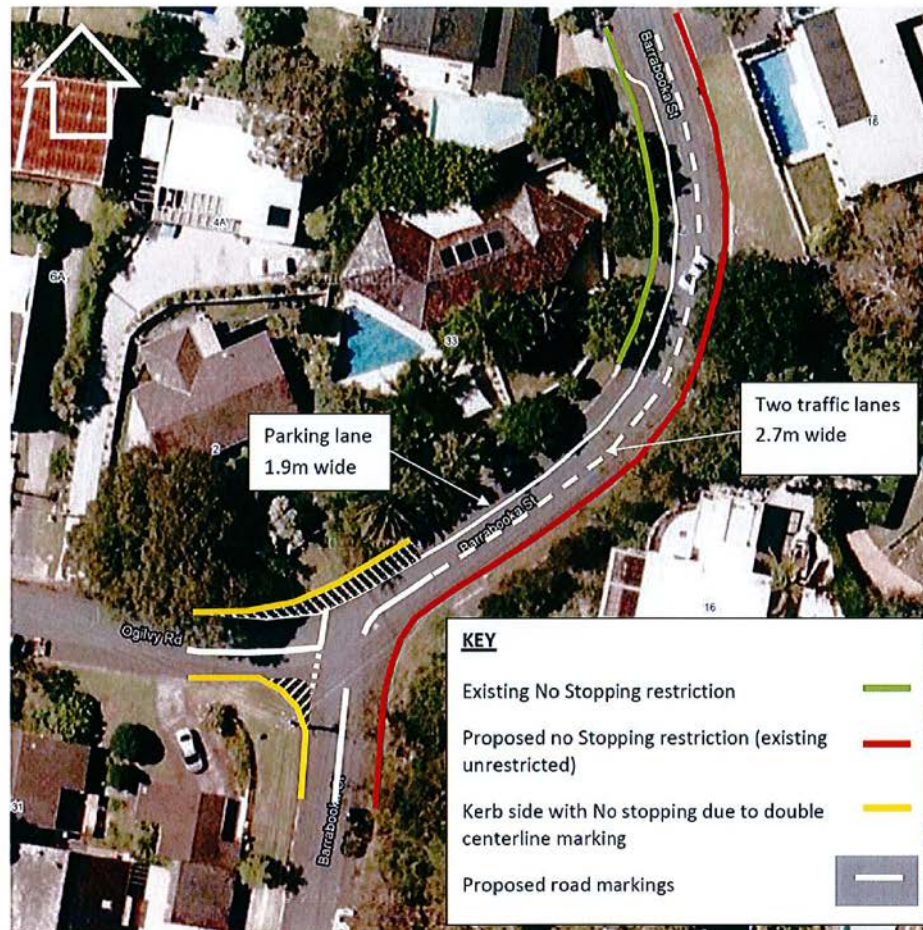 Barrabooka St
16
4A
6A
33
Two traffic lanes
2.7m wide
Parking lane
1.9m wide
2
Barrabooka St
16
Ogilvy Rd
KEY
Existing No Stopping restriction
Proposed no Stopping restriction (existing
unrestricted)
Kerb side with No stopping due to double
centerline marking
Proposed road markings
31